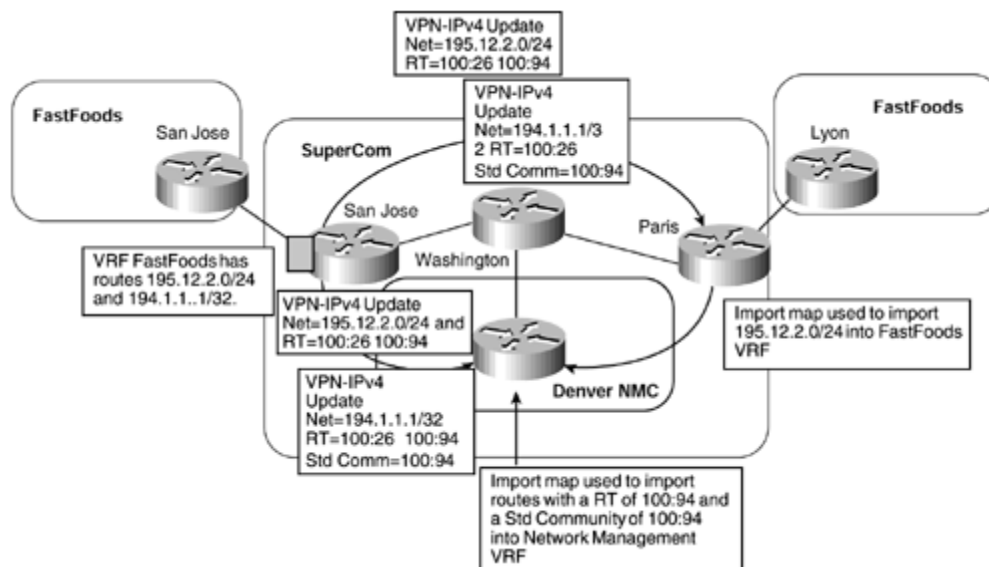 VPN-IPv4 Update
Net=195.12.2.0/24
RT=100:26 100:94
VPN-IPv4
Update
Net=194.1.1.1/3
2 RT=100:26
Std Comm=100:94
FastFoods
San Jose
SuperCom
FastFoods
Lyon
San Jose
Washington
Paris
VRF FastFoods has
routes 195.12.2.0/24
and 194.1.1..1/32.
VPN-IPv4 Update
Net=195.12.2.0/24 and
RT=100:26 100:94
Import map used to import
195.12.2.0/24 into FastFoods
VRF
VPN-IPv4
Update
Net=194.1.1.1/32
RT=100:26 100:94
Std Comm=100:94
Denver NMC
Import map used to import
routes with a RT of 100:94 and
a Std Community of 100:94
into Network Management
VRF